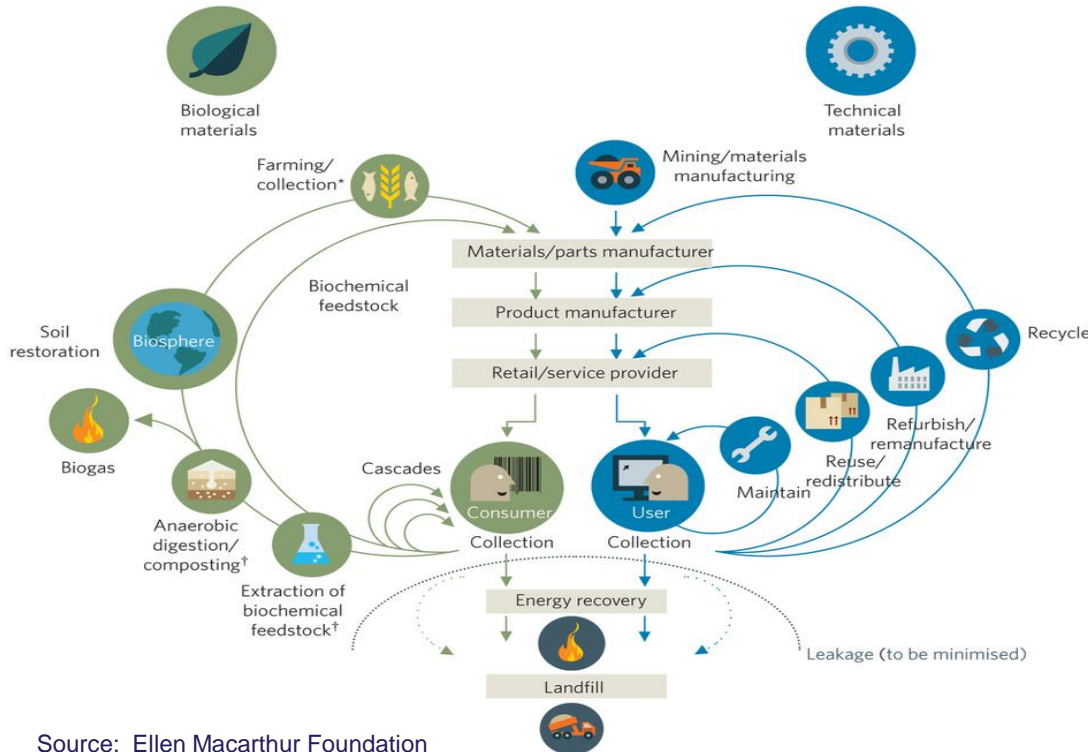 Biological
materials
Technical
materials
Farming/
collection*
Mining/materials
manufacturing
Materials/parts manufacturer
Biochemical
feedstock
Product manufacturer
Soil
restoration
Biosphere
Recycle
Retail/service provider
Refurbish/
remanufacture
Biogas
Reuse/
redistribute
Cascades
Maintain
Consumer
User
Anaerobic
digestion/
composting†
Collection
Collection
Extraction of
biochemical
feedstock†
Energy recovery
Leakage (to be minimised)
Landfill
Source: Ellen Macarthur Foundation